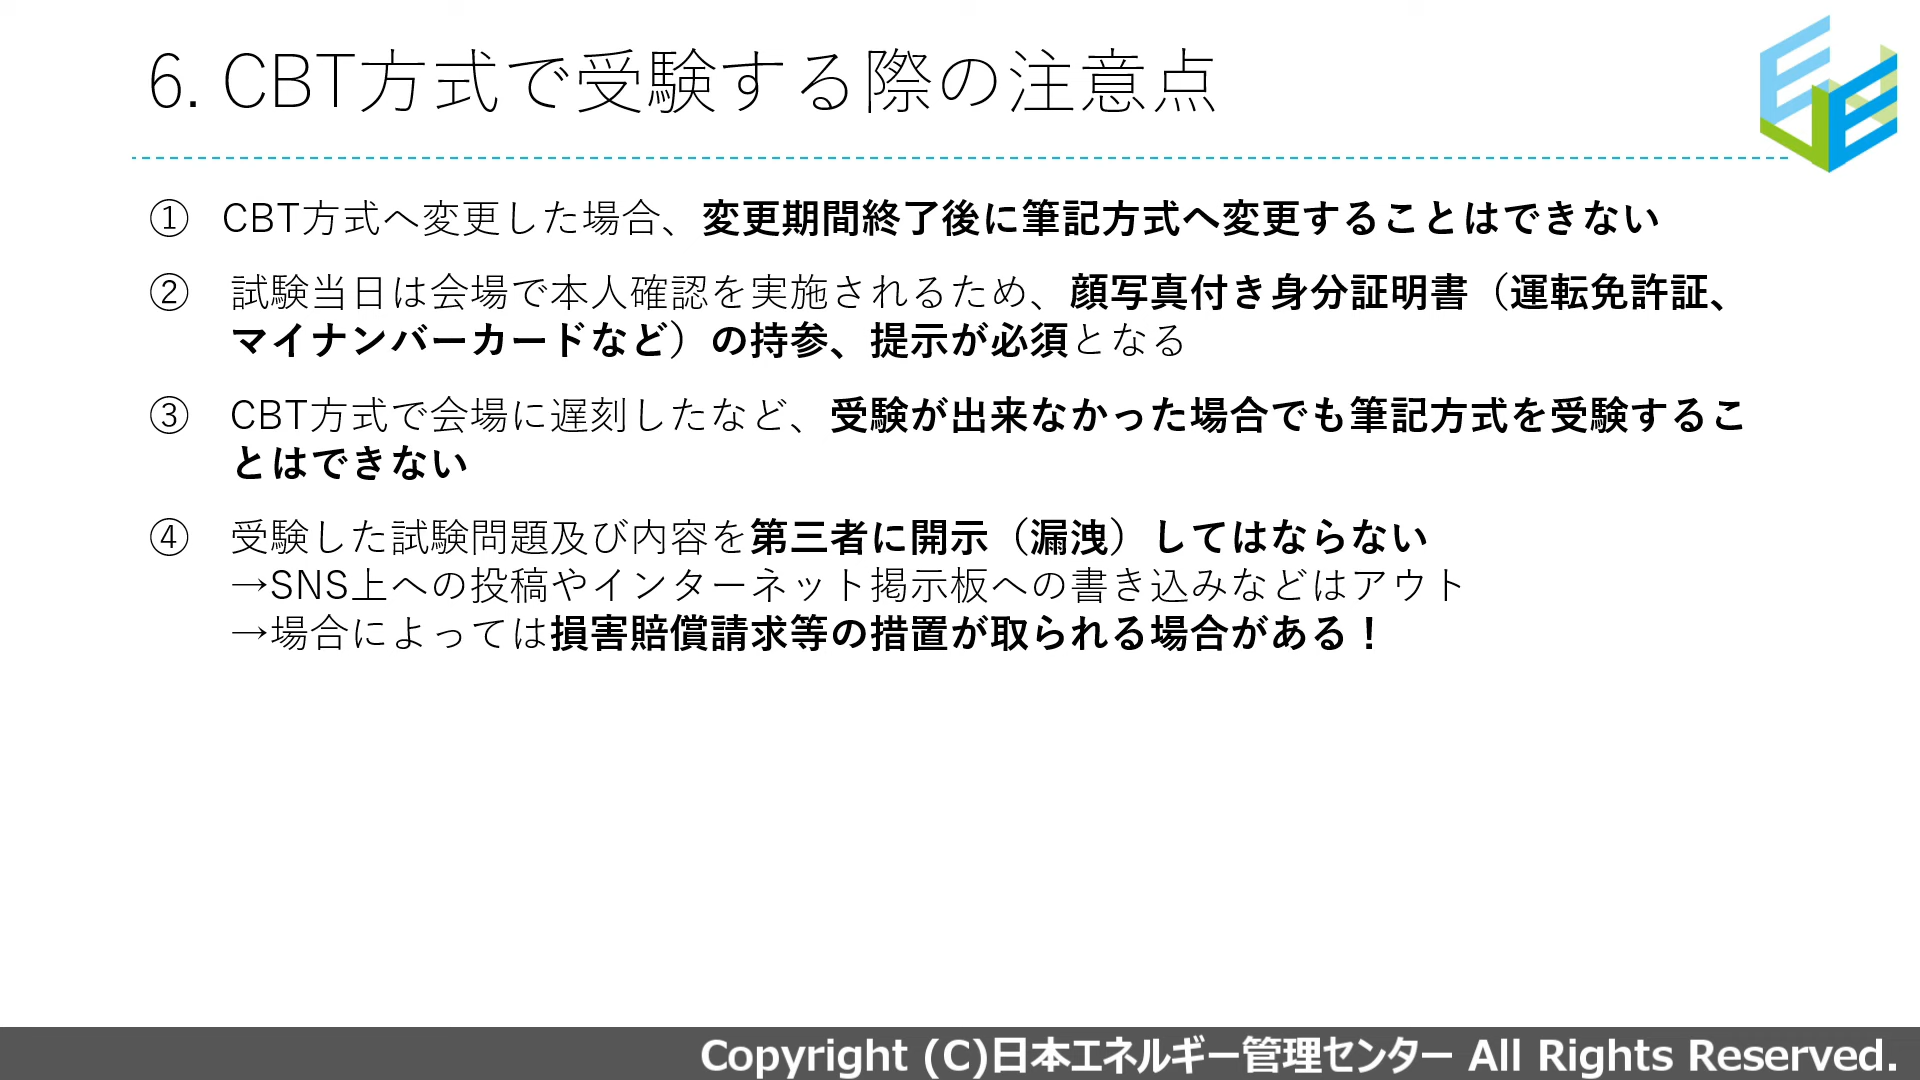 6. CBT方式で受験する際の注意点
① CBT方式へ変更した場合、変更期間終了後に筆記方式へ変更することはできない
② 試験当日は会場で本人確認を実施されるため、顔写真付き身分証明書（運転免許証、
マイナンバーカードなど）の持参、提示が必須となる
③ CBT方式で会場に遅刻したなど、受験が出来なかった場合でも筆記方式を受験するこ
とはできない
④ 受験した試験問題及び内容を第三者に開示（漏洩）してはならない
→SNS上への投稿やインターネット掲示板への書き込みなどはアウト
→場合によっては損害賠償請求等の措置が取られる場合がある！
Copyright (C)日本エネルギー管理センター All Rights Reserved.